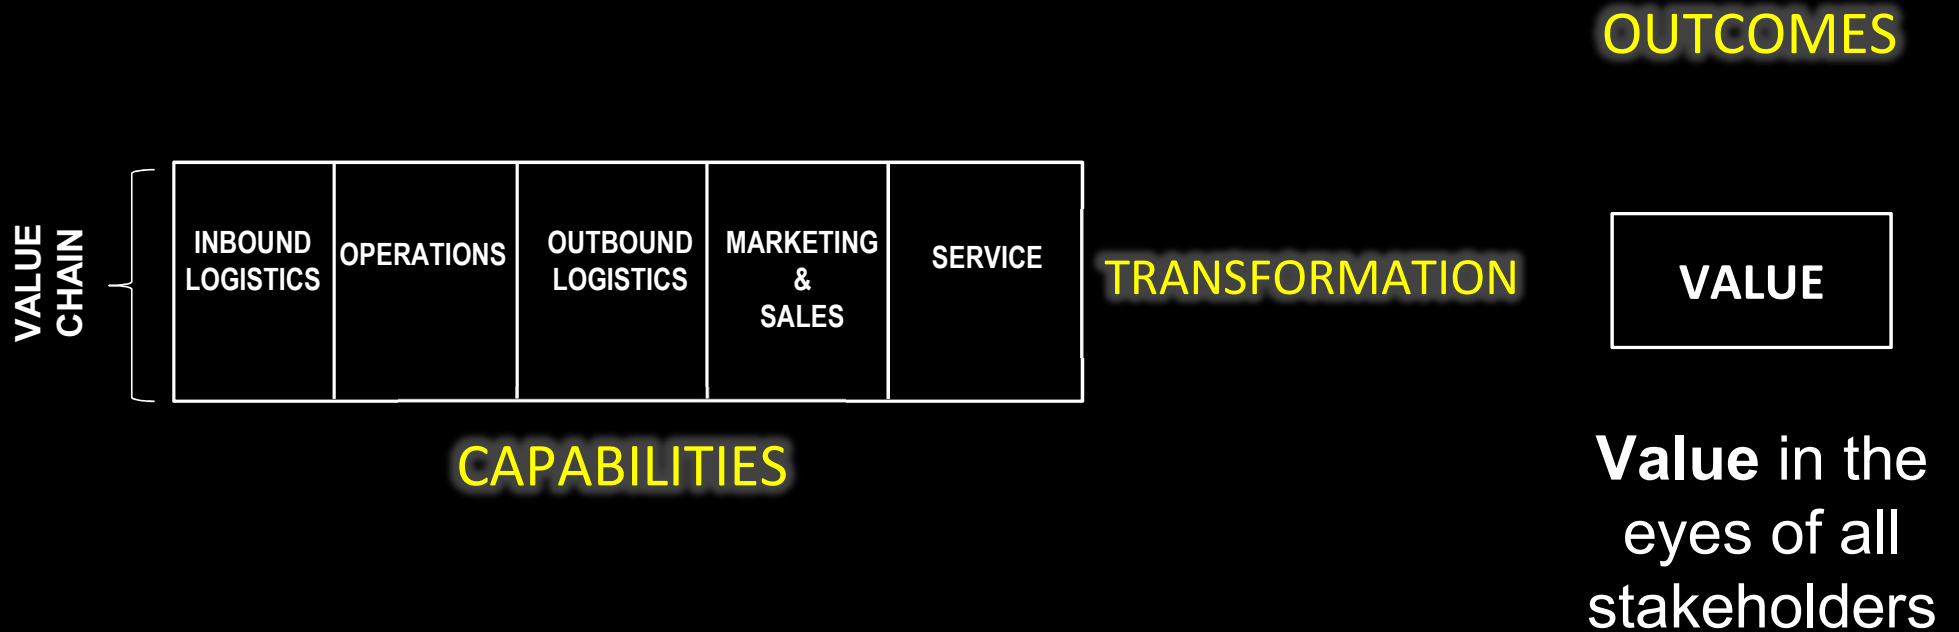 OUTCOMES
VALUE
CHAIN
INBOUND
LOGISTICS
OPERATIONS
OUTBOUND
LOGISTICS
MARKETING
&
SALES
SERVICE
TRANSFORMATION
VALUE
CAPABILITIES
Value in the
eyes of all
stakeholders